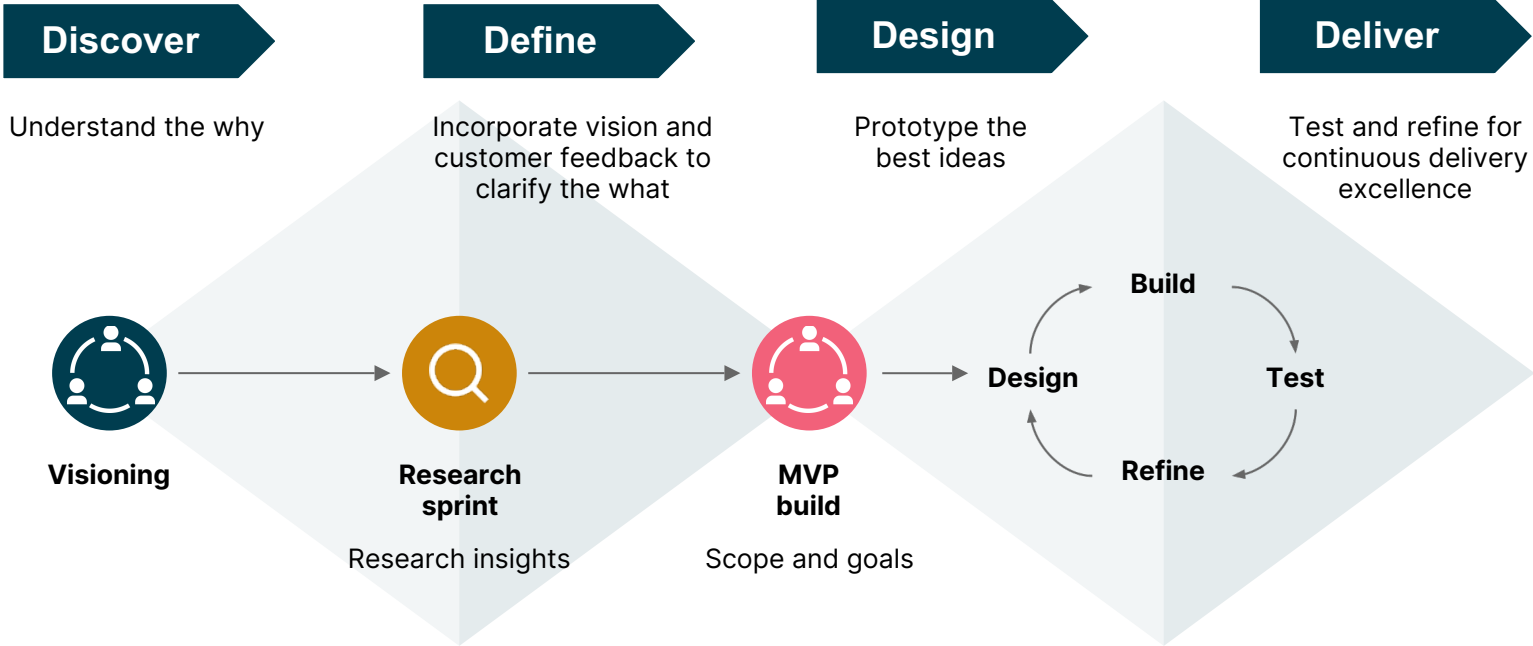 Discover
Define
Design
Deliver
Understand the why
Incorporate vision and
customer feedback to
clarify the what
Prototype the
best ideas
Test and refine for
continuous delivery
excellence
Visioning
Research
sprint
Research insights
MVP
build
Scope and goals
Build
Design
Test
Refine